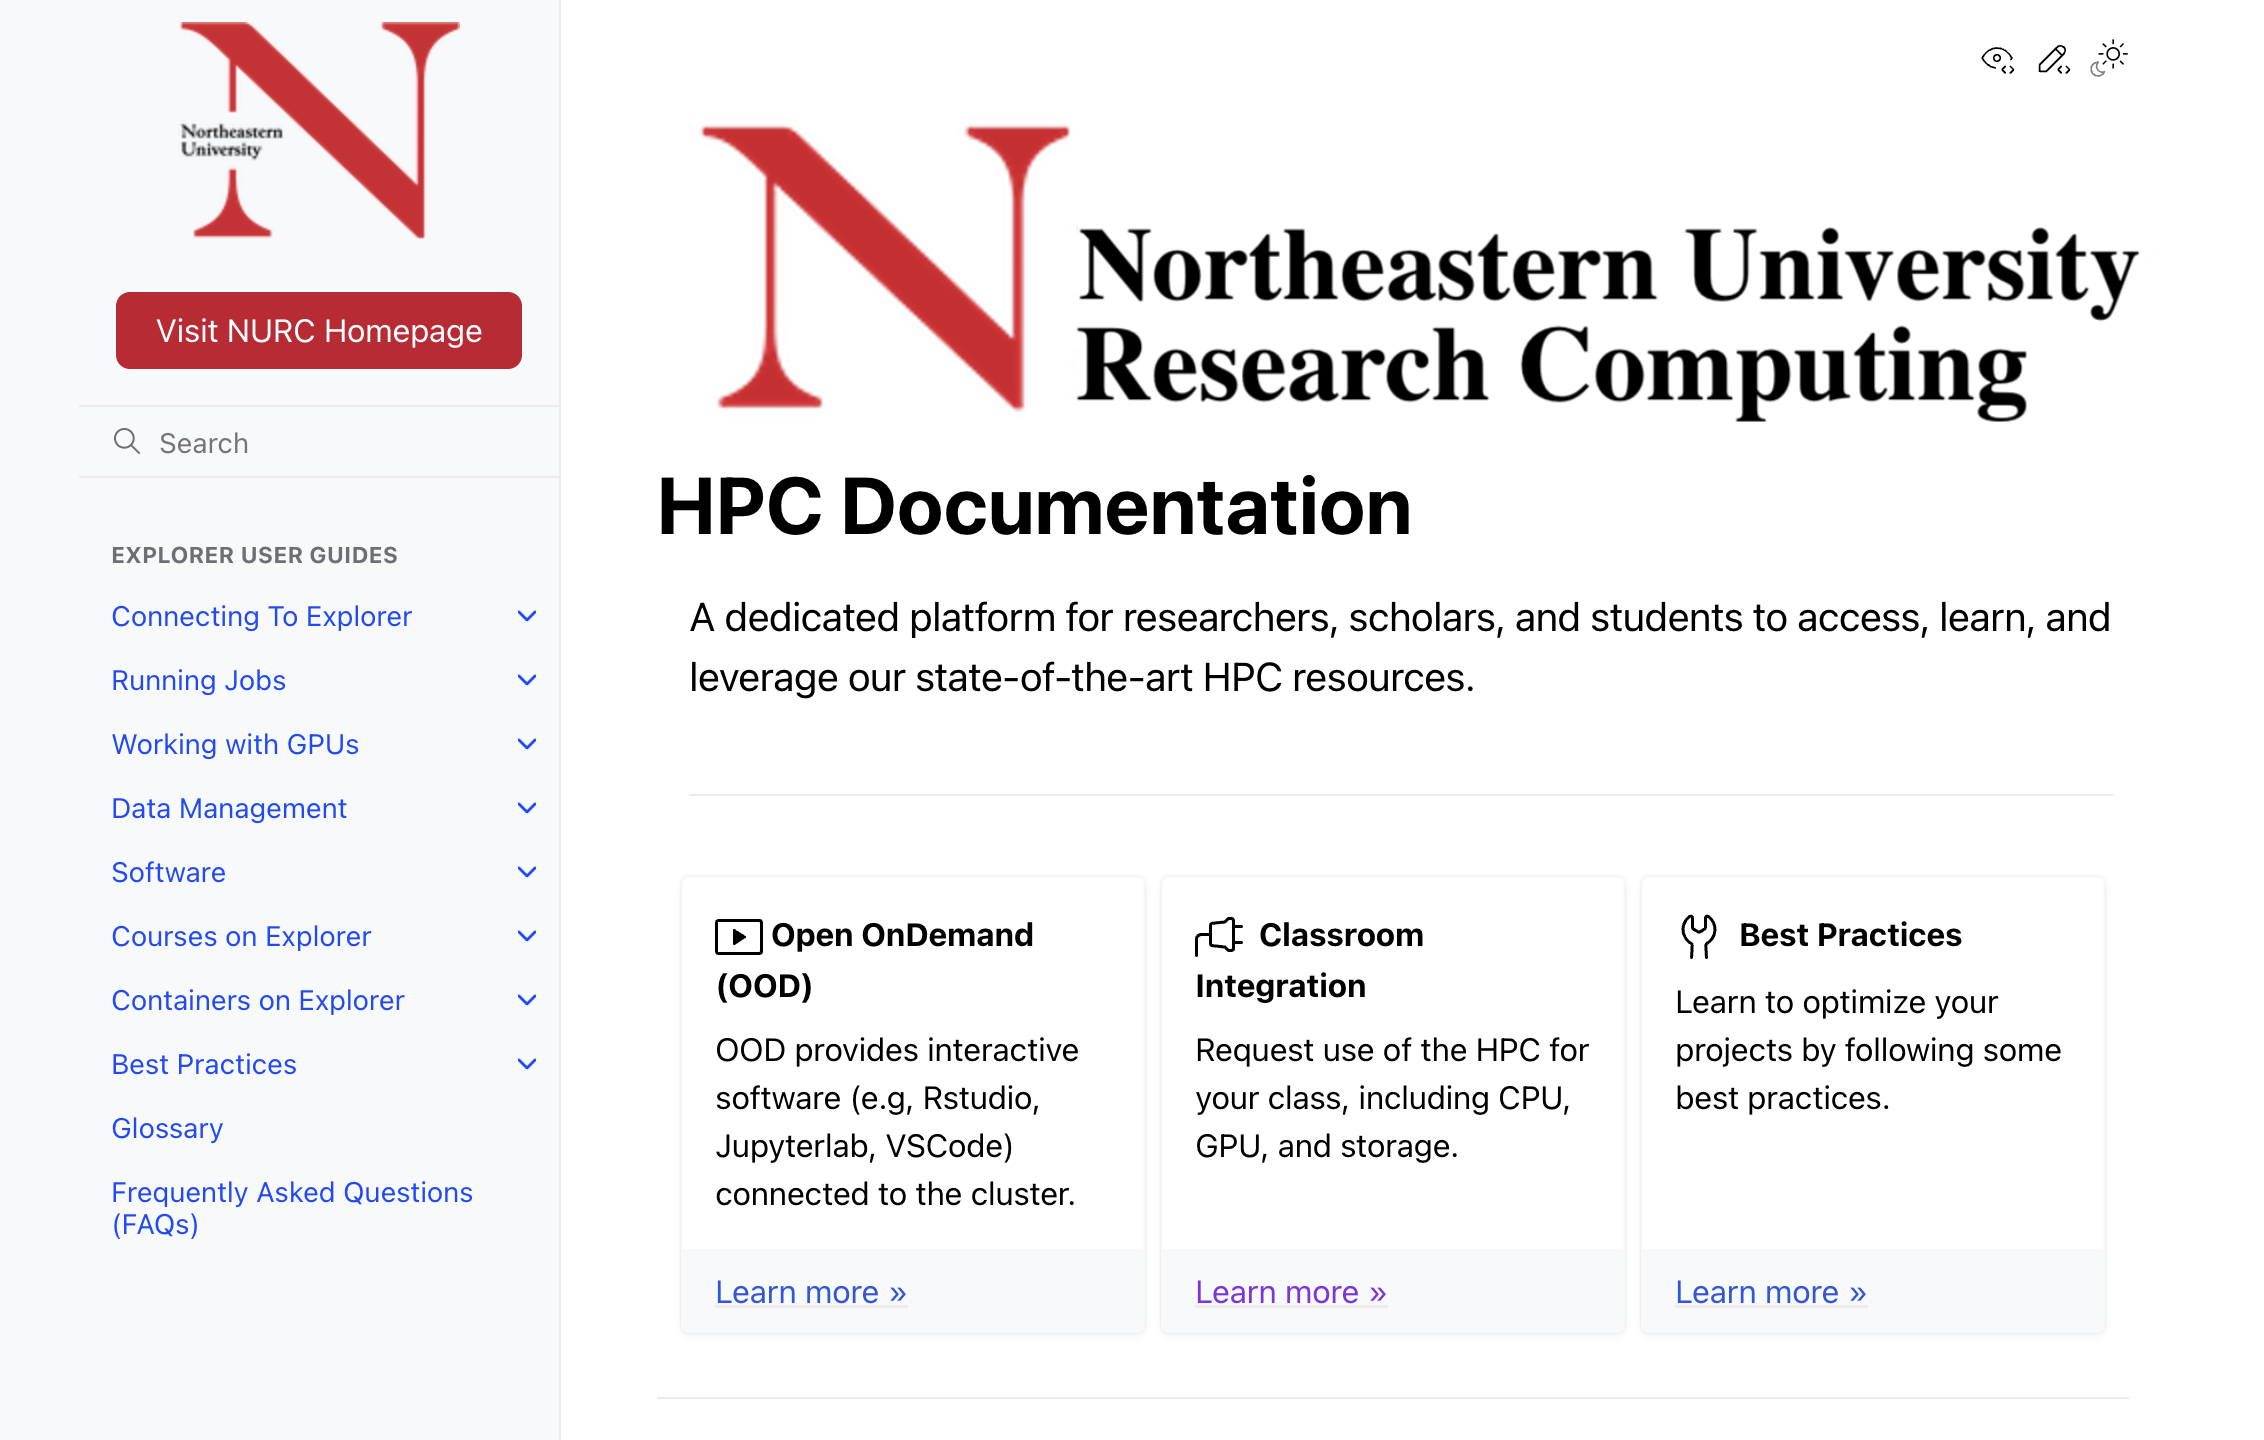 Northeastern
University
Visit NURC Homepage
Search
EXPLORER USER GUIDES
Connecting To Explorer
Running Jobs
Working with GPUs
Data Management
Software
Courses on Explorer
Containers on Explorer
Best Practices
Glossary
Frequently Asked Questions
(FAQs)
Northeastern University
Research Computing
HPC Documentation
A dedicated platform for researchers, scholars, and students to access, learn, and
leverage our state-of-the-art HPC resources.
Open OnDemand
(OOD)
OOD provides interactive
software (e.g, Rstudio,
Jupyterlab, VSCode)
connected to the cluster.
Learn more »
Classroom
Integration
Request use of the HPC for
your class, including CPU,
GPU, and storage.
Learn more »
Best Practices
Learn to optimize your
projects by following some
best practices.
Learn more »